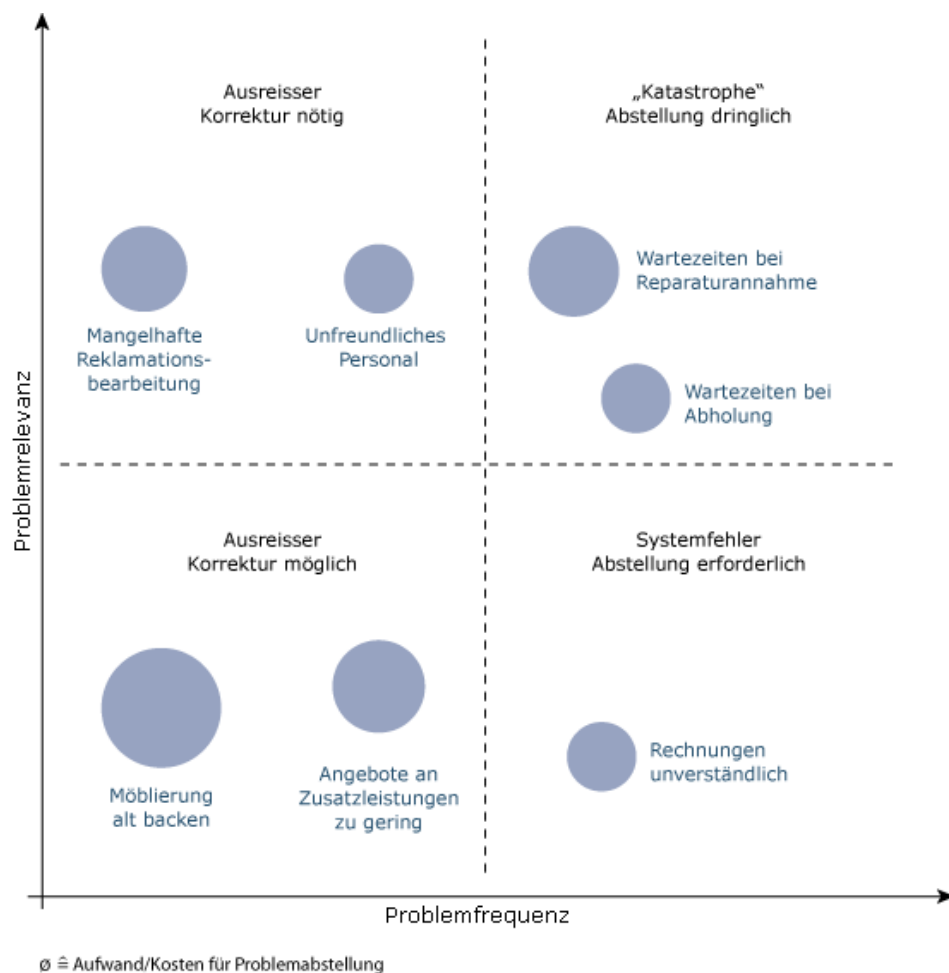 Ausreisser
Korrektur nötig
„Katastrophe“
Abstellung dringlich
Wartezeiten bei
Reparaturannahme
Mangelhafte
Reklamations-
bearbeitung
Unfreundliches
Personal
Wartezeiten bei
Abholung
Problemrelevanz
Ausreisser
Korrektur möglich
Systemfehler
Abstellung erforderlich
Möblierung
alt backen
Angebote an
Zusatzleistungen
zu gering
Rechnungen
unverständlich
Problemfrequenz
ø ≙ Aufwand/Kosten für Problemabstellung